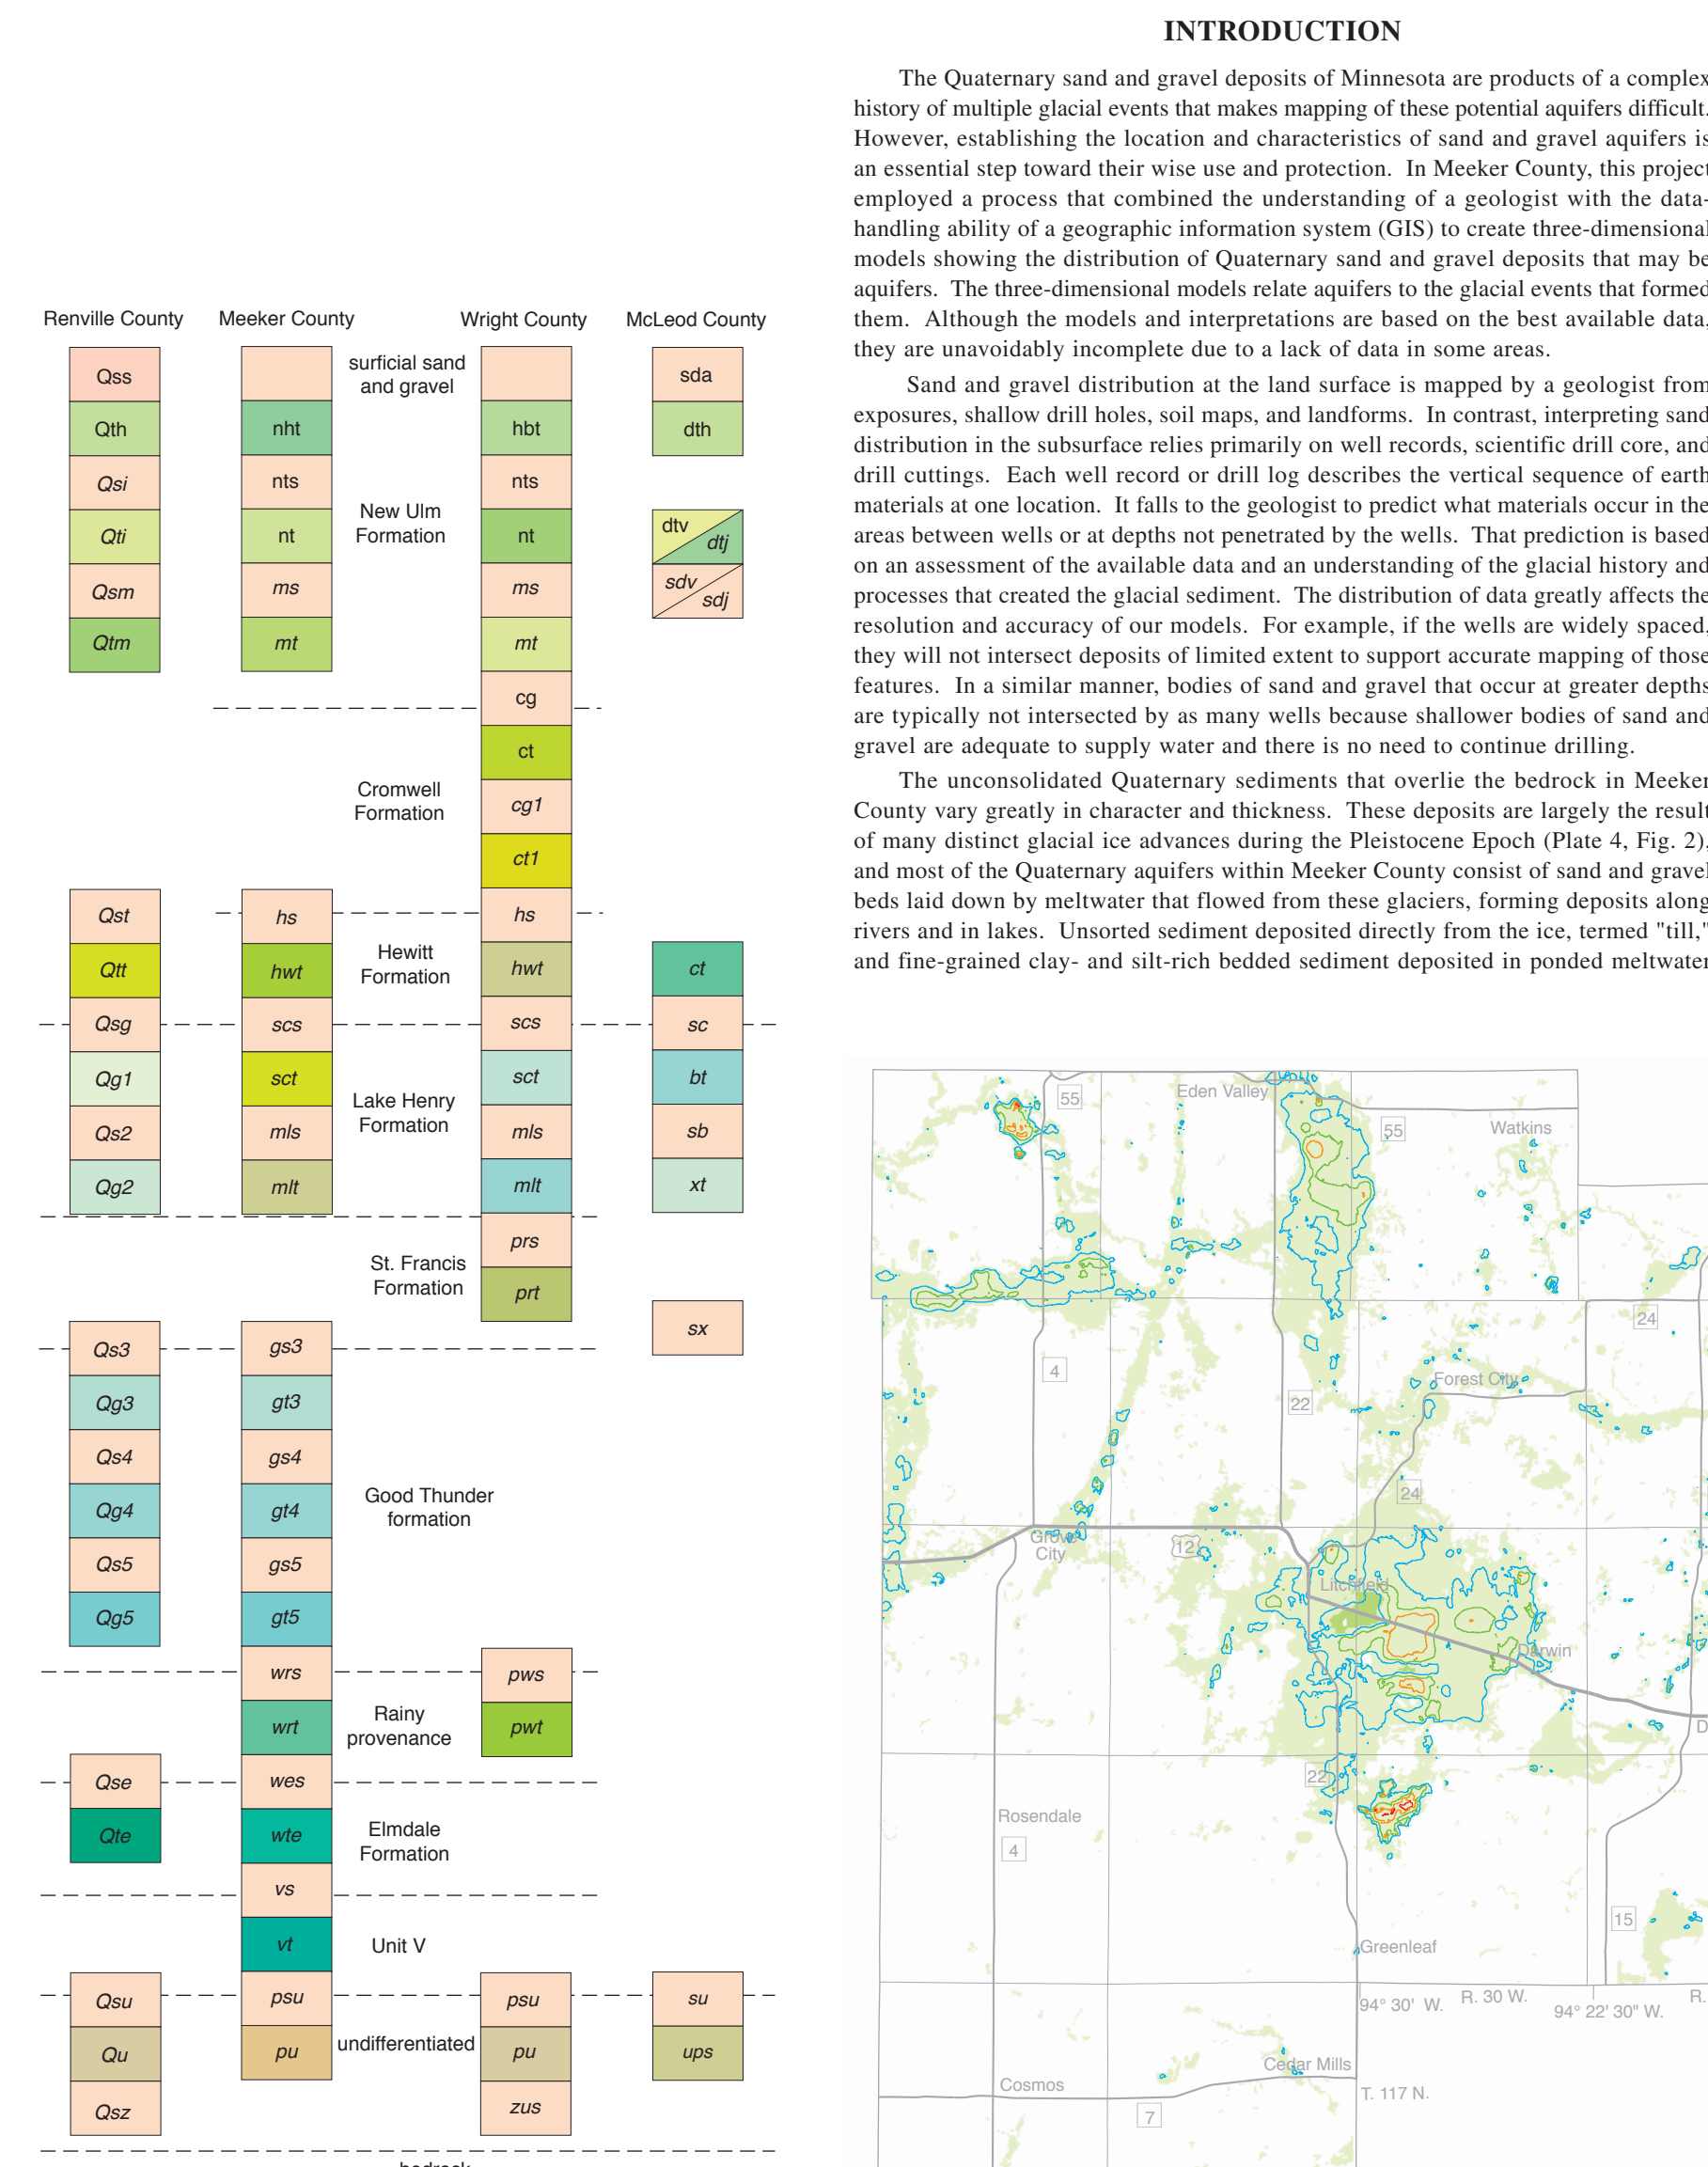 Renville County
Meeker County
Wright County
McLeod County
Qss
surficial sand
and gravel
sda
Qth
nht
hbt
dth
Qsi
nts
New Ulm
Formation
nts
Qti
nt
nt
dtv
dtj
Qsm
ms
ms
sdv
sdj
Qtm
mt
mt
cg
ct
Cromwell
Formation
cg1
ct1
Qst
hs
hs
Qtt
hwt
Hewitt
Formation
hwt
ct
Qsg
scs
scs
sc
Qg1
sct
Lake Henry
Formation
sct
bt
Qs2
mls
mls
sb
Qg2
mlt
mlt
xt
prs
St. Francis
Formation
prt
sx
Qs3
gs3
Qg3
gt3
Qs4
gs4
Qg4
gt4
Good Thunder
formation
Qs5
gs5
Qg5
gt5
wrs
pws
wrt
Rainy
provenance
pwt
Qse
wes
Qte
wte
Elmdale
Formation
vs
vt
Unit V
Qsu
psu
psu
su
Qu
pu
undifferentiated
pu
ups
Qsz
zus
bedrock
INTRODUCTION
The Quaternary sand and gravel deposits of Minnesota are products of a complex
history of multiple glacial events that makes mapping of these potential aquifers difficult.
However, establishing the location and characteristics of sand and gravel aquifers is
an essential step toward their wise use and protection. In Meeker County, this project
employed a process that combined the understanding of a geologist with the data-
handling ability of a geographic information system (GIS) to create three-dimensional
models showing the distribution of Quaternary sand and gravel deposits that may be
aquifers. The three-dimensional models relate aquifers to the glacial events that formed
them. Although the models and interpretations are based on the best available data,
they are unavoidably incomplete due to a lack of data in some areas.
Sand and gravel distribution at the land surface is mapped by a geologist from
exposures, shallow drill holes, soil maps, and landforms. In contrast, interpreting sand
distribution in the subsurface relies primarily on well records, scientific drill core, and
drill cuttings. Each well record or drill log describes the vertical sequence of earth
materials at one location. It falls to the geologist to predict what materials occur in the
areas between wells or at depths not penetrated by the wells. That prediction is based
on an assessment of the available data and an understanding of the glacial history and
processes that created the glacial sediment. The distribution of data greatly affects the
resolution and accuracy of our models. For example, if the wells are widely spaced,
they will not intersect deposits of limited extent to support accurate mapping of those
features. In a similar manner, bodies of sand and gravel that occur at greater depths
are typically not intersected by as many wells because shallower bodies of sand and
gravel are adequate to supply water and there is no need to continue drilling.
The unconsolidated Quaternary sediments that overlie the bedrock in Meeker
County vary greatly in character and thickness. These deposits are largely the result
of many distinct glacial ice advances during the Pleistocene Epoch (Plate 4, Fig. 2),
and most of the Quaternary aquifers within Meeker County consist of sand and gravel
beds laid down by meltwater that flowed from these glaciers, forming deposits along
rivers and in lakes. Unsorted sediment deposited directly from the ice, termed "till,"
and fine-grained clay- and silt-rich bedded sediment deposited in ponded meltwater
55
Eden Valley
55
Watkins
24
4
22
Forest City
24
Grove
City
12
Litchfield
Darwin
D
22
Rosendale
4
15
Greenleaf
94° 30' W.
R. 30 W.
94° 22' 30" W.
R.
Cedar Mills
Cosmos
T. 117 N.
7